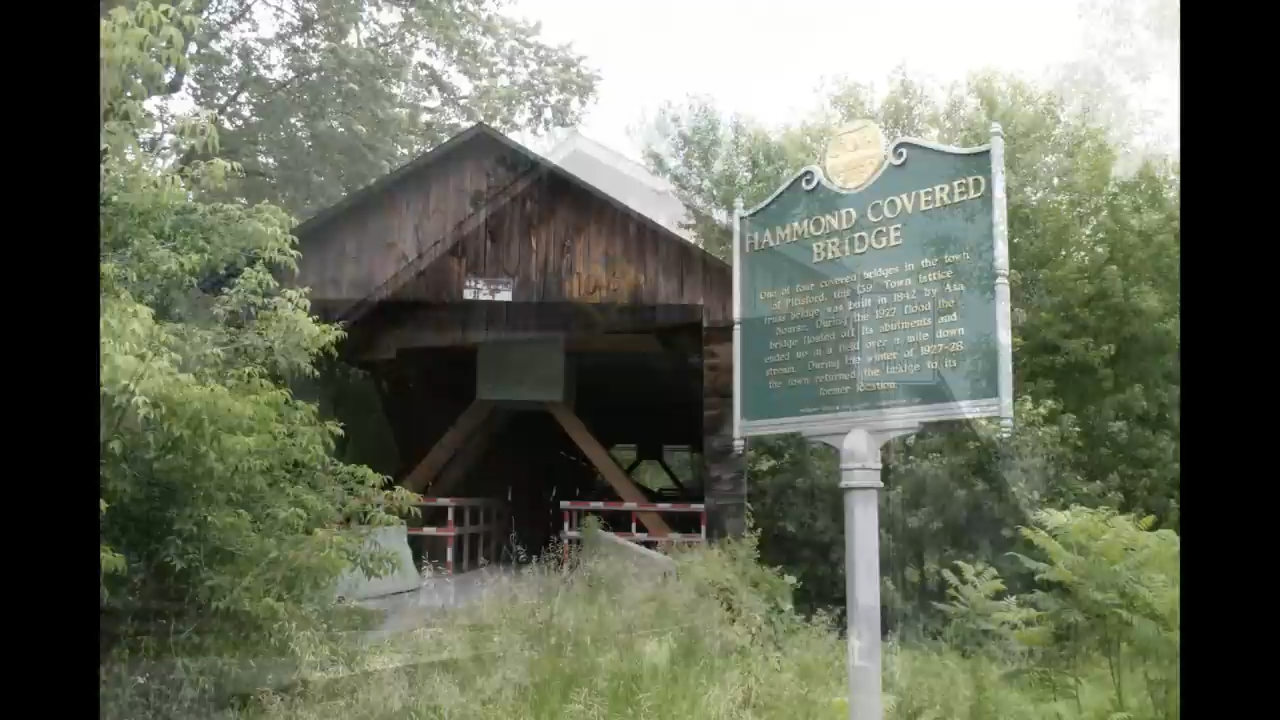 HAMMOND COVERED
BRIDGE
One of four covered bridges in the town
of Pittsford, this 139' Town lattice
truss bridge was built in 1842 by Asa
Nourse. During the 1927 flood the
bridge floated off its abutments and
ended up in a field over a mile down
stream. During the winter of 1927-28
the town returned the bridge to its
former location.